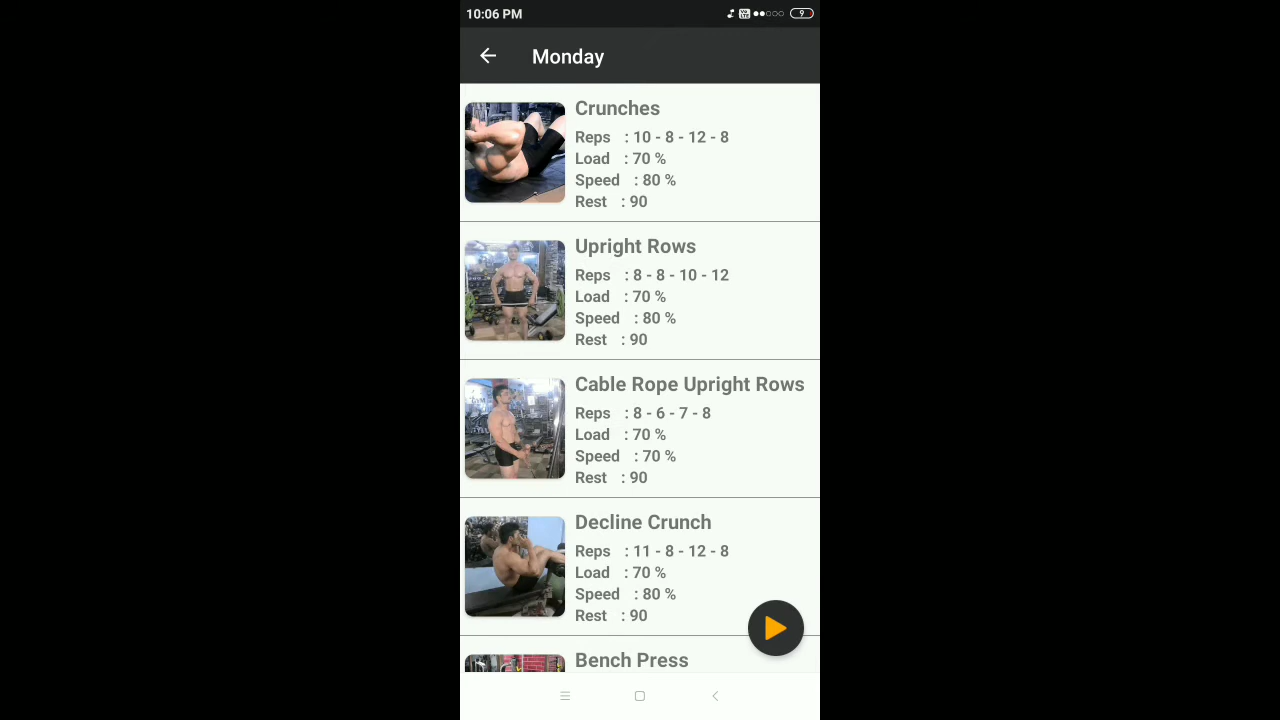 10:06 PM
9
Monday
Crunches
Reps : 10 - 8 - 12 - 8
Load : 70 %
Speed : 80 %
Rest : 90
Upright Rows
Reps : 8 - 8 - 10 - 12
Load : 70 %
Speed : 80 %
Rest : 90
Cable Rope Upright Rows
Reps : 8 - 6 - 7 - 8
Load : 70 %
Speed : 70 %
Rest : 90
Decline Crunch
Reps : 11 - 8 - 12 - 8
Load : 70 %
Speed : 80 %
Rest : 90
Bench Press